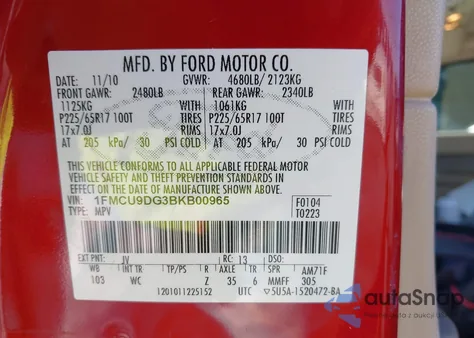 MFD. BY FORD MOTOR CO.
DATE: 11/10 GVWR: 4680LB/ 2123KG
FRONT GAWR: 2480LB REAR GAWR: 2340LB
1125KG WITH 1061KG WITH
P225/65R17 100T TIRES P225/65R17 100T TIRES
17x7.0J RIMS 17x7.0J RIMS
AT 205 kPa/ 30 PSI COLD AT 205 kPa/ 30 PSI COLD
THIS VEHICLE CONFORMS TO ALL APPLICABLE FEDERAL MOTOR
VEHICLE SAFETY AND THEFT PREVENTION STANDARDS IN EFFECT
ON THE DATE OF MANUFACTURE SHOWN ABOVE.
VIN: 1FMCU9DG3BKB00965 F0104
TYPE: MPV T0223
EXT PNT: JV RC: 13 DSO:
WB INT TR TP/PS R AXLE TR SPR AM71F
103 WC Z 35 6 MMFF 305
1201011225152 UTC ▽5U5A-1520472-BA
autoSnap
Auta z aukcji